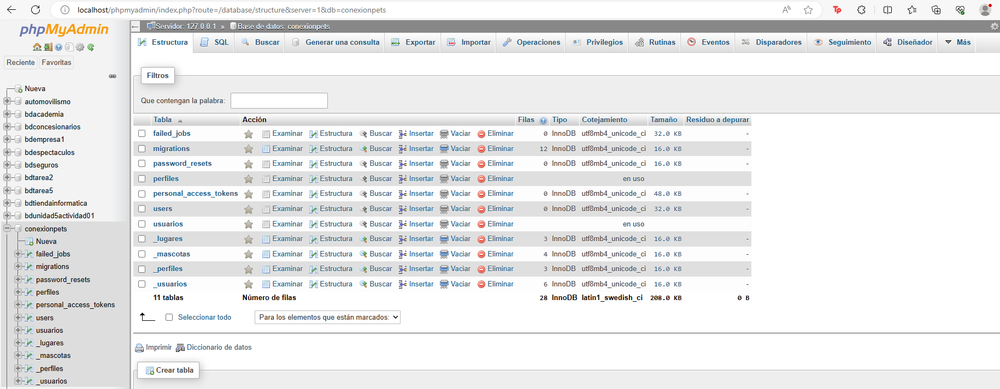 localhost/phpmyadmin/index.php?route=/database/structure&server=1&db=conexionpets
phpMyAdmin
Reciente Favoritas
Nueva
automovilismo
bdacademia
bdconcesionarios
bdempresa1
bdespectaculos
bdseguros
bdtarea2
bdtarea5
bdtiendainformatica
bdunidad5actividad01
conexionpets
Nueva
failed_jobs
migrations
password_resets
perfiles
personal_access_tokens
users
usuarios
_lugares
_mascotas
_perfiles
_usuarios
Servidor: 127.0.0.1 » Base de datos: conexionpets
Estructura SQL Buscar Generar una consulta Exportar Importar Operaciones Privilegios Rutinas Eventos Disparadores Seguimiento Diseñador Más
Filtros
Que contengan la palabra:
Tabla Acción Filas Tipo Cotejamiento Tamaño Residuo a depurar
failed_jobs Examinar Estructura Buscar Insertar Vaciar Eliminar 0 InnoDB utf8mb4_unicode_ci 32.0 KB -
migrations Examinar Estructura Buscar Insertar Vaciar Eliminar 12 InnoDB utf8mb4_unicode_ci 16.0 KB -
password_resets Examinar Estructura Buscar Insertar Vaciar Eliminar 0 InnoDB utf8mb4_unicode_ci 16.0 KB -
perfiles Examinar Estructura Buscar Insertar Vaciar Eliminar en uso
personal_access_tokens Examinar Estructura Buscar Insertar Vaciar Eliminar 0 InnoDB utf8mb4_unicode_ci 48.0 KB -
users Examinar Estructura Buscar Insertar Vaciar Eliminar 0 InnoDB utf8mb4_unicode_ci 32.0 KB -
usuarios Examinar Estructura Buscar Insertar Vaciar Eliminar en uso
_lugares Examinar Estructura Buscar Insertar Vaciar Eliminar 3 InnoDB utf8mb4_unicode_ci 16.0 KB -
_mascotas Examinar Estructura Buscar Insertar Vaciar Eliminar 4 InnoDB utf8mb4_unicode_ci 16.0 KB -
_perfiles Examinar Estructura Buscar Insertar Vaciar Eliminar 3 InnoDB utf8mb4_unicode_ci 16.0 KB -
_usuarios Examinar Estructura Buscar Insertar Vaciar Eliminar 6 InnoDB utf8mb4_unicode_ci 16.0 KB -
11 tablas Número de filas 28 InnoDB latin1_swedish_ci 208.0 KB 0 B
Seleccionar todo Para los elementos que están marcados:
Imprimir Diccionario de datos
Crear tabla